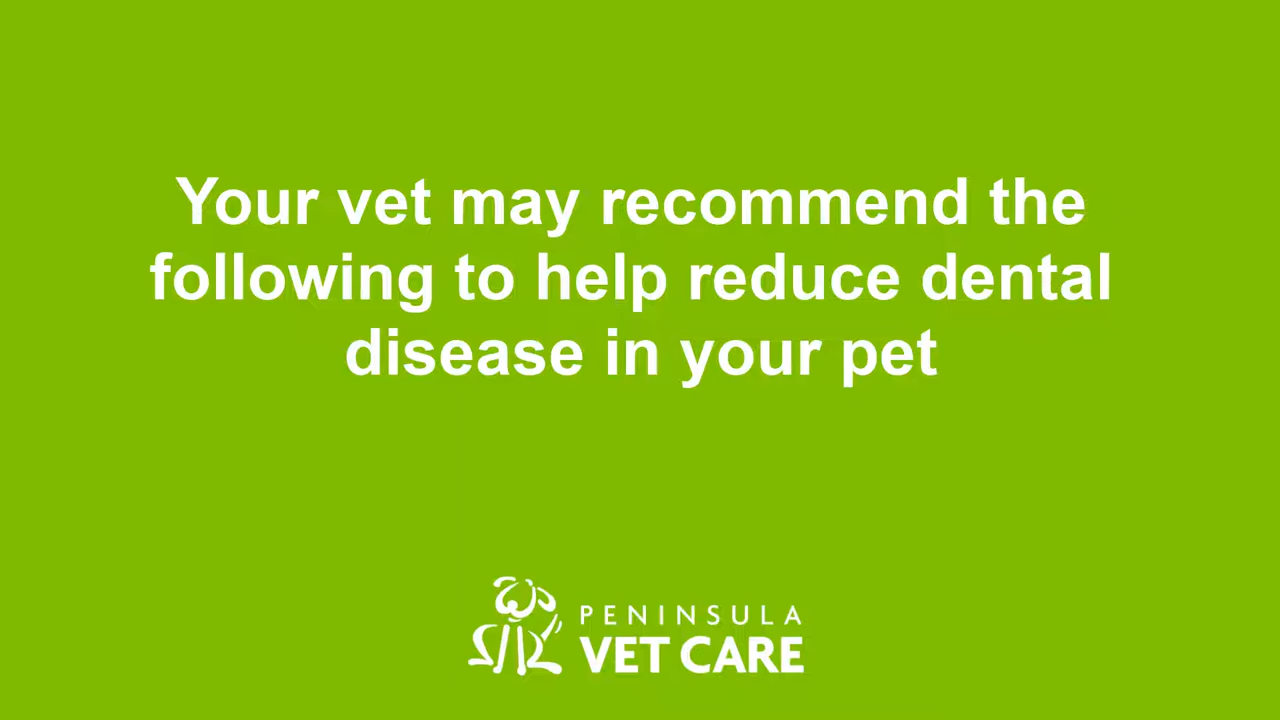 Your vet may recommend the
following to help reduce dental
disease in your pet
PENINSULA
VET CARE